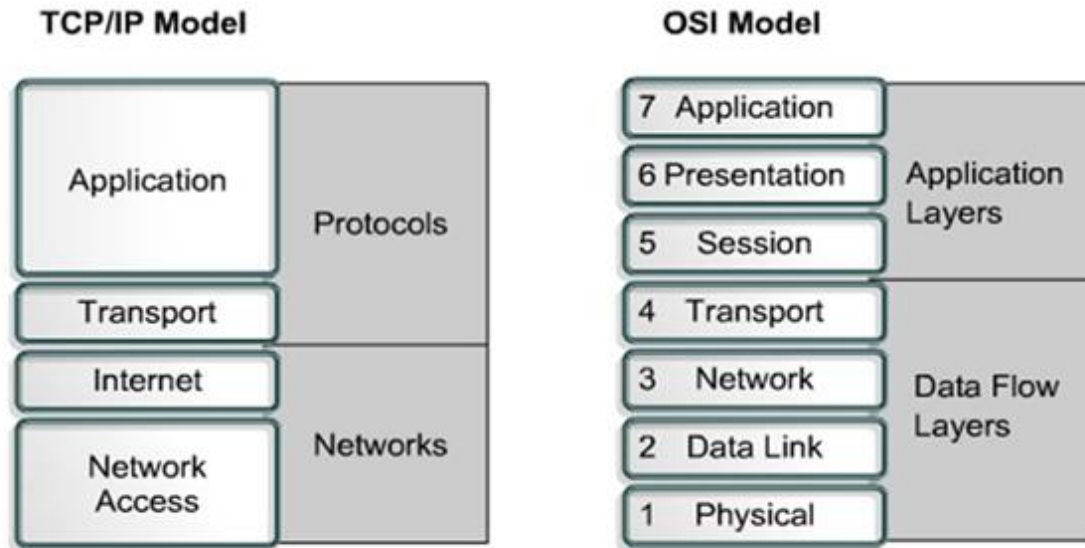 TCP/IP Model
Application
Transport
Internet
Network
Access
Protocols
Networks
OSI Model
7 Application
6 Presentation
5 Session
4 Transport
3 Network
2 Data Link
1 Physical
Application
Layers
Data Flow
Layers